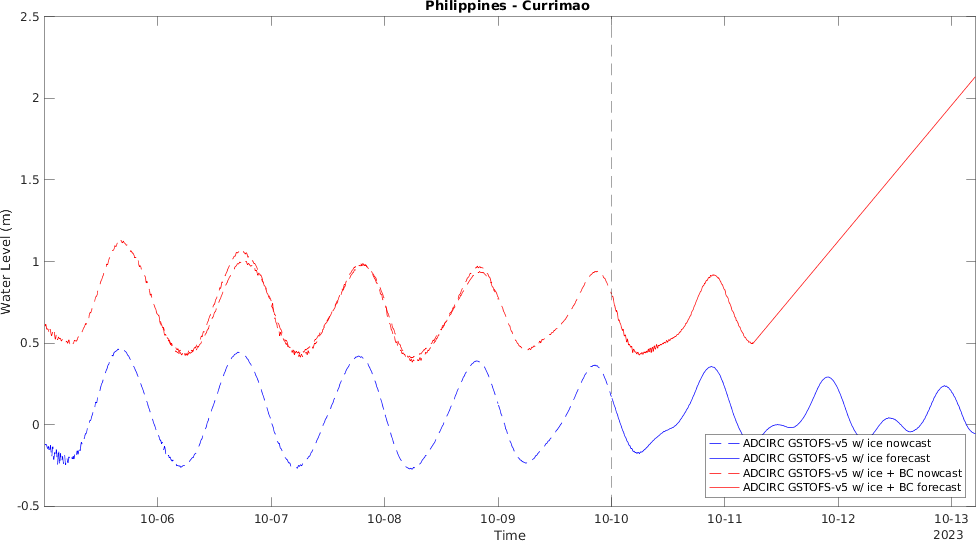 Philippines - Currimao
2.5
2
1.5
1
0.5
0
-0.5
Water Level (m)
ADCIRC GSTOFS-v5 w/ ice nowcast
ADCIRC GSTOFS-v5 w/ ice forecast
ADCIRC GSTOFS-v5 w/ ice + BC nowcast
ADCIRC GSTOFS-v5 w/ ice + BC forecast
10-06 10-07 10-08 10-09 10-10 10-11 10-12 10-13
Time 2023